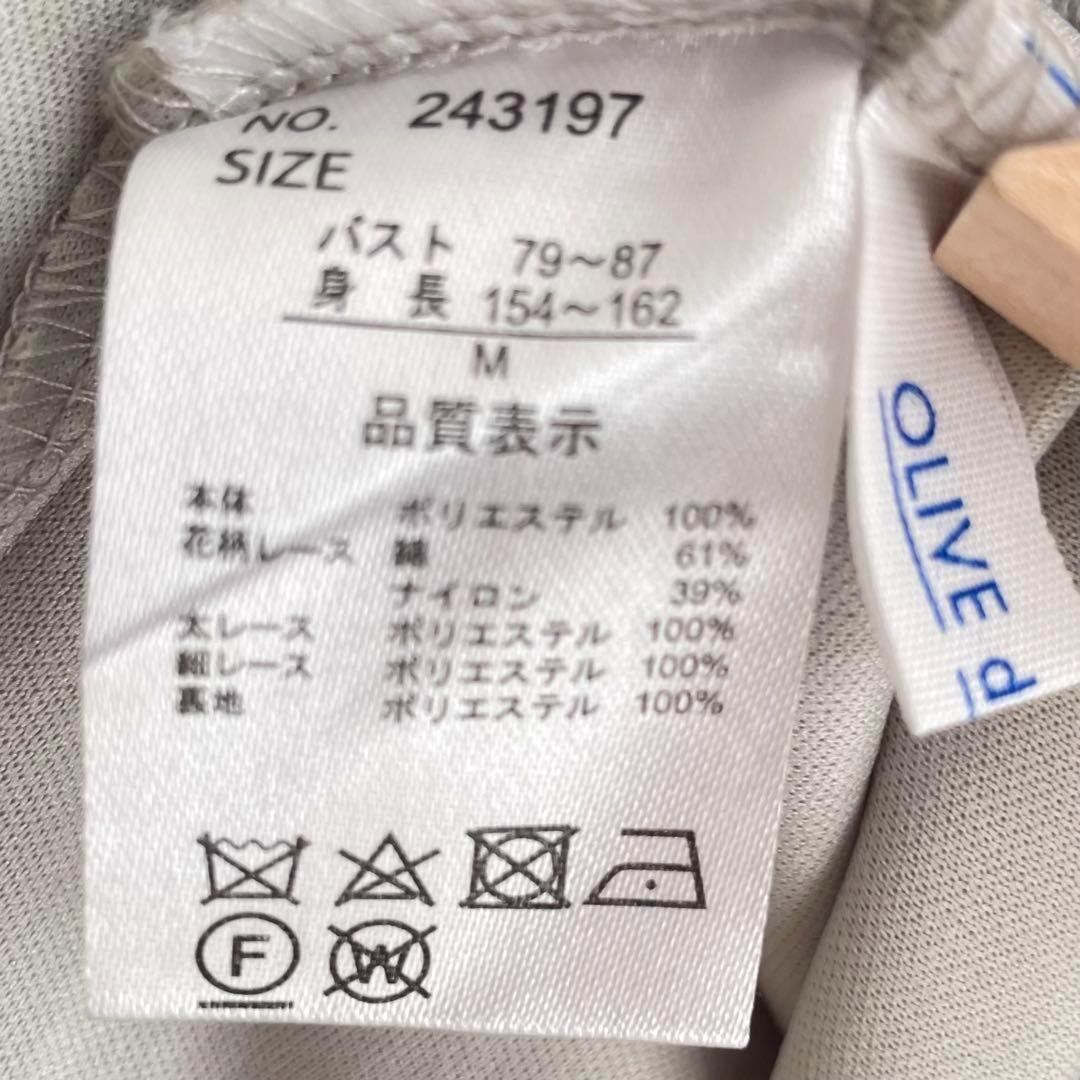 NO. 243197
SIZE
バスト 79～87
身 長 154～162
M
品質表示
本体 ポリエステル 100%
花柄レース 綿 61%
ナイロン 39%
太レース ポリエステル 100%
細レース ポリエステル 100%
裏地 ポリエステル 100%
F
W
OLIVE d